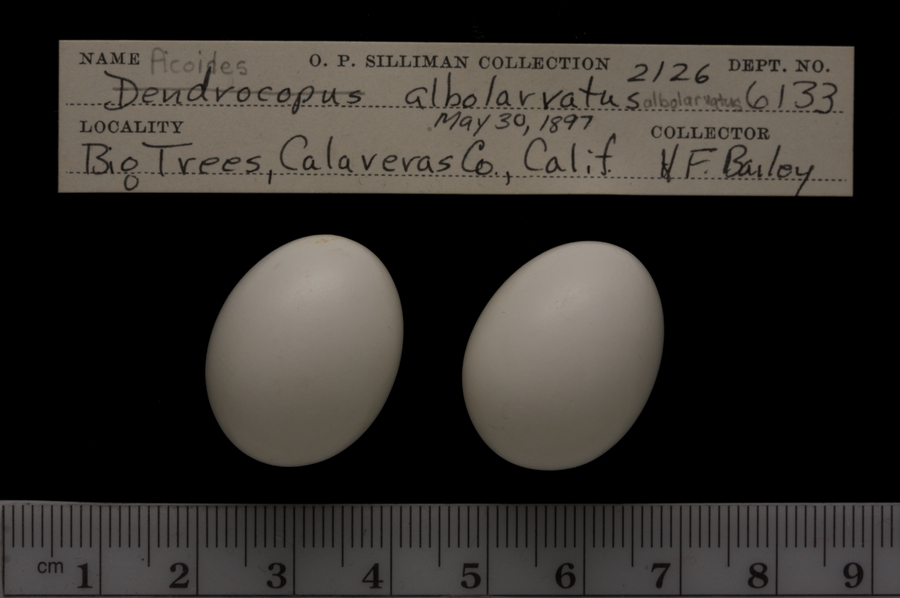 NAME Picoides O. P. SILLIMAN COLLECTION 2126 DEPT. NO.
Dendrocopus albolarvatus albolarvatus 6133
LOCALITY May 30, 1897 COLLECTOR
Big Trees, Calaveras Co., Calif. F. Bailey
cm 1 2 3 4 5 6 7 8 9